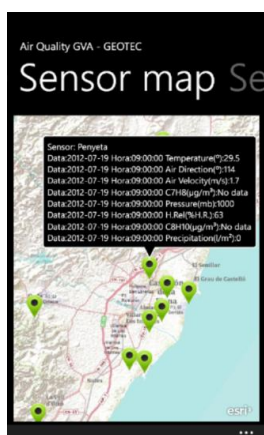 Air Quality GVA - GEOTEC
Sensor map Se
Sensor: Penyeta
Data:2012-07-19 Hora:09:00:00 Temperature(º):29.5
Data:2012-07-19 Hora:09:00:00 Air Direction(º):114
Data:2012-07-19 Hora:09:00:00 Air Velocity(m/s):1.7
Data:2012-07-19 Hora:09:00:00 C7H8(µg/m³):No data
Data:2012-07-19 Hora:09:00:00 Pressure(mb):1000
Data:2012-07-19 Hora:09:00:00 H.Rel(%H.R.):63
Data:2012-07-19 Hora:09:00:00 C8H10(µg/m³):No data
Data:2012-07-19 Hora:09:00:00 Precipitation(l/m²):0
El Senillar
El Grau de Castelló
esri